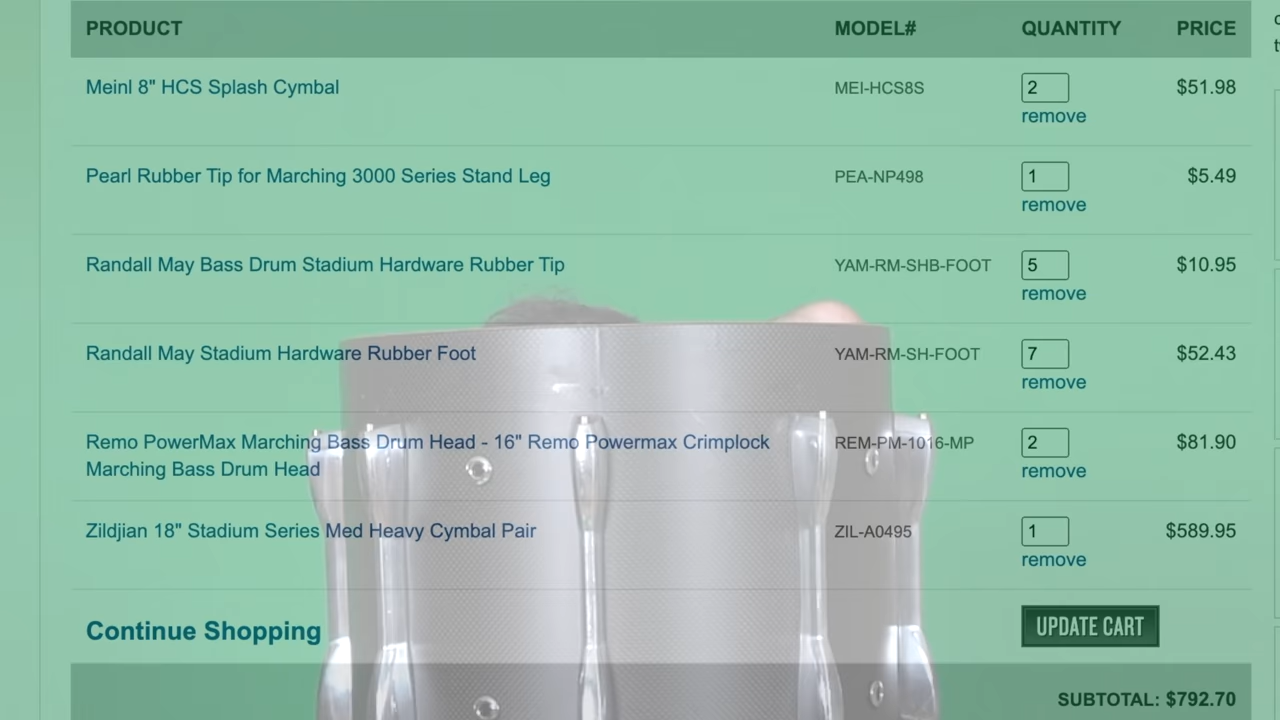 PRODUCT MODEL# QUANTITY PRICE
Meinl 8" HCS Splash Cymbal MEI-HCS8S 2 $51.98
remove
Pearl Rubber Tip for Marching 3000 Series Stand Leg PEA-NP498 1 $5.49
remove
Randall May Bass Drum Stadium Hardware Rubber Tip YAM-RM-SHB-FOOT 5 $10.95
remove
Randall May Stadium Hardware Rubber Foot YAM-RM-SH-FOOT 7 $52.43
remove
Remo PowerMax Marching Bass Drum Head - 16" Remo Powermax Crimplock REM-PM-1016-MP 2 $81.90
Marching Bass Drum Head remove
Zildjian 18" Stadium Series Med Heavy Cymbal Pair ZIL-A0495 1 $589.95
remove
Continue Shopping UPDATE CART
SUBTOTAL: $792.70